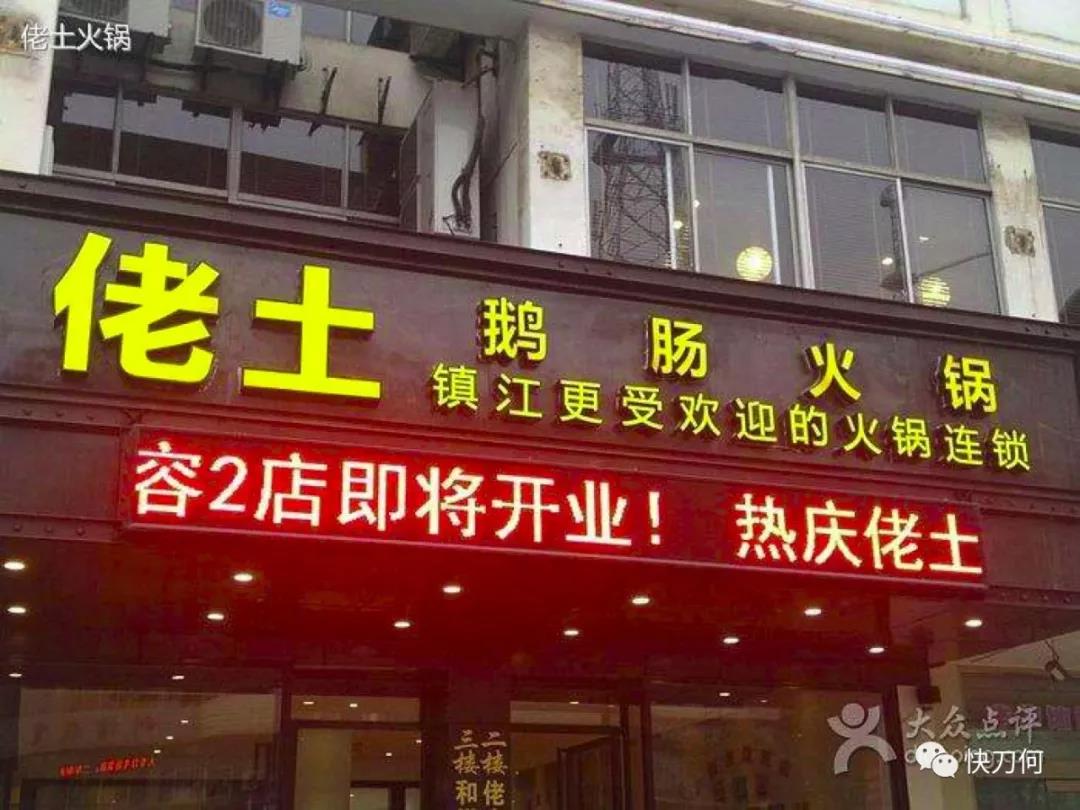 佬土火锅
佬土
鹅肠火锅
镇江更受欢迎的火锅连锁
容2店即将开业！ 热庆佬土
二楼佬
三楼和
大众点评
快刀何